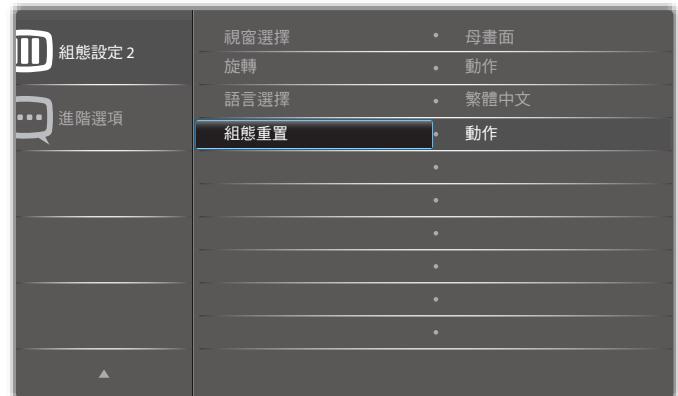 組態設定 2
進階選項
視窗選擇 • 母畫面
旋轉 • 動作
語言選擇 • 繁體中文
組態重置 • 動作